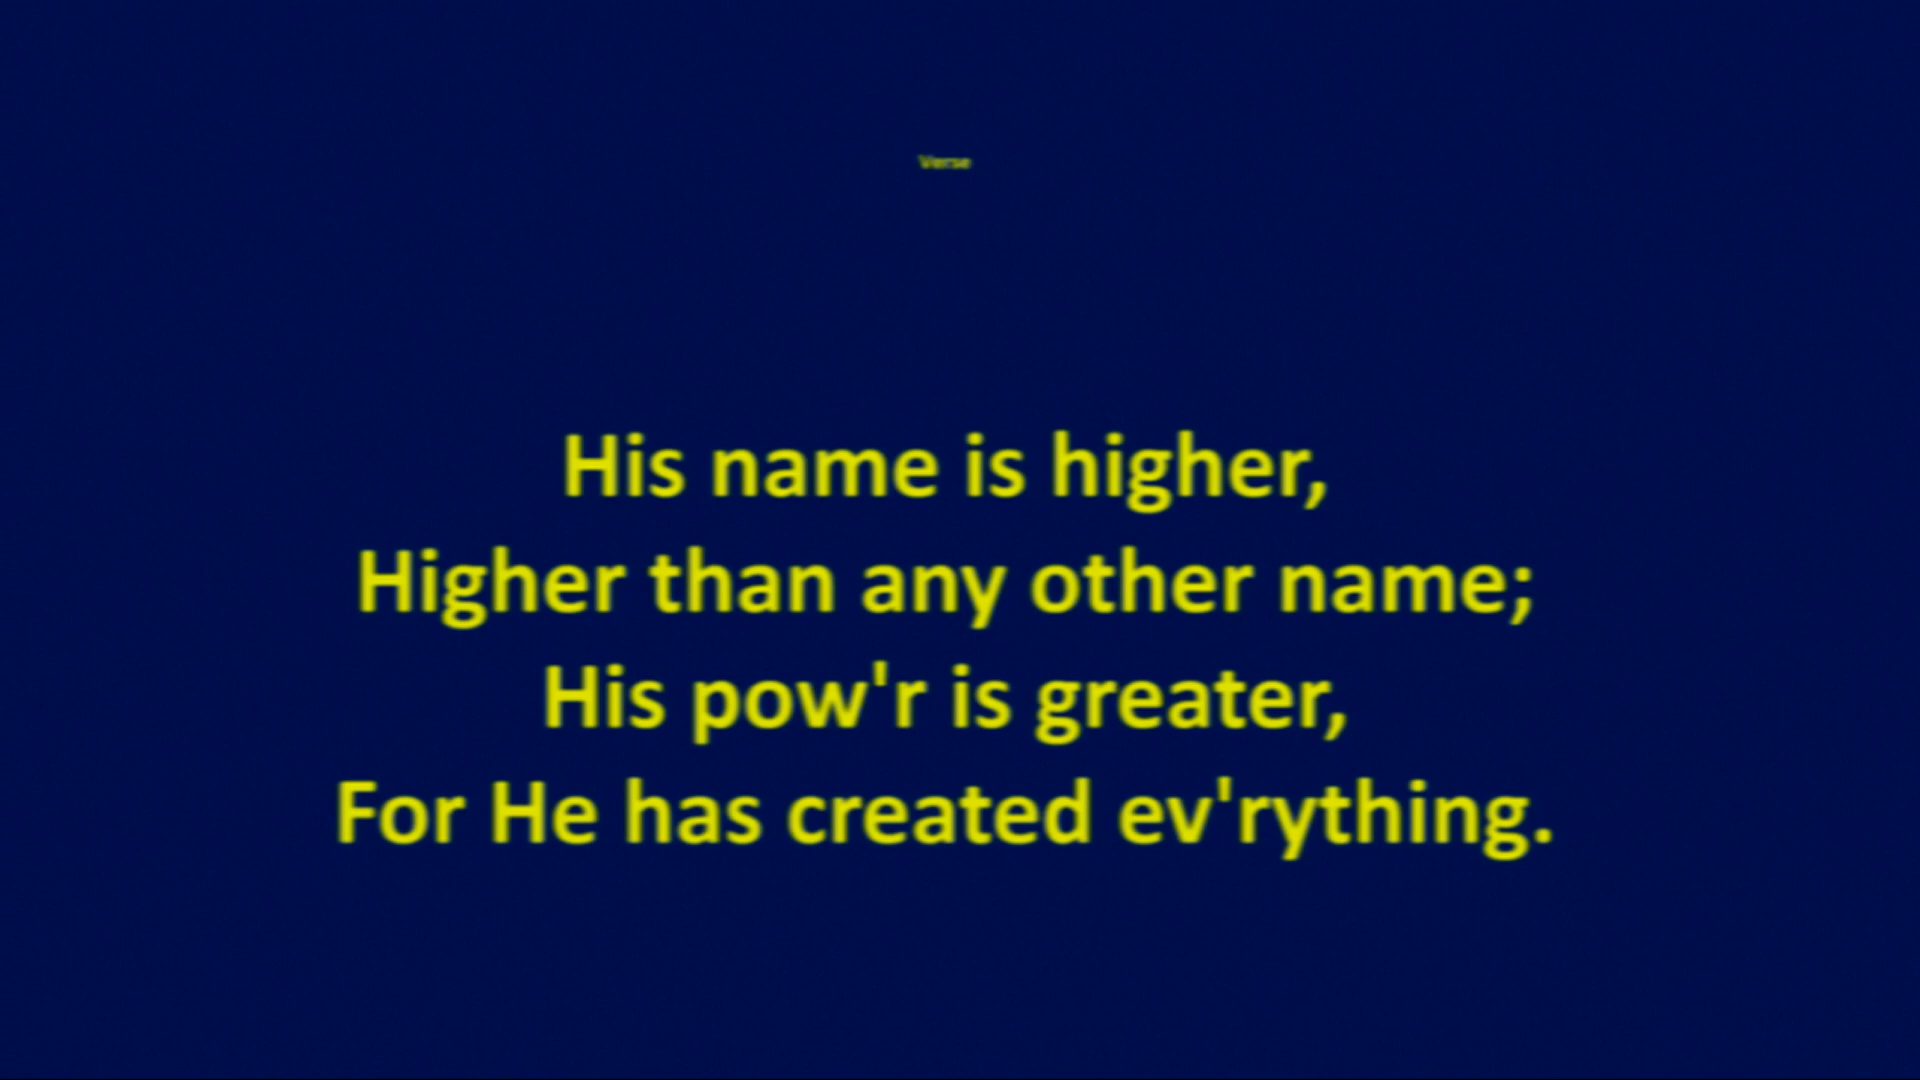 Verse
His name is higher,
Higher than any other name;
His pow'r is greater,
For He has created ev'rything.